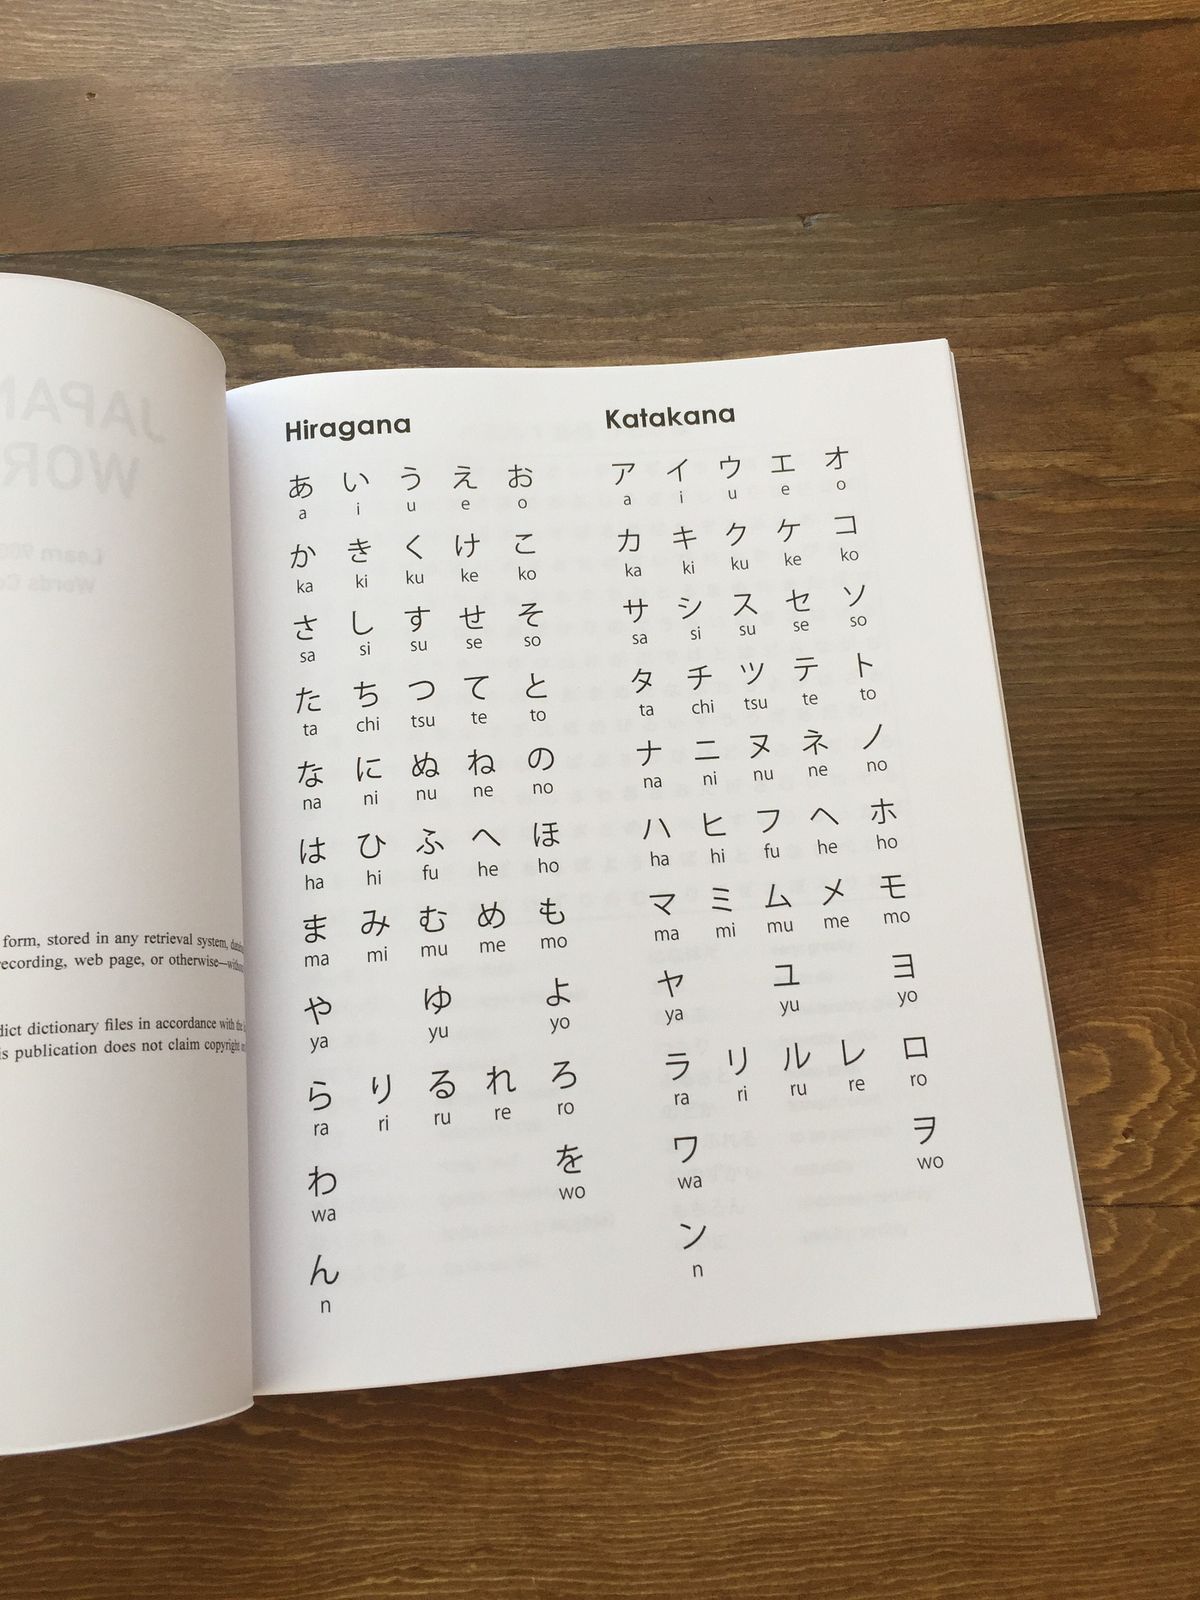 JAPAN
WOR
Learn 900
Words Co
form, stored in any retrieval system,
recording, web page, or otherwise—
dict dictionary files in accordance with the
is publication does not claim copyright
Hiragana
あ い う え お
a i u e o
か き く け こ
ka ki ku ke ko
さ し す せ そ
sa si su se so
た ち つ て と
ta chi tsu te to
な に ぬ ね の
na ni nu ne no
は ひ ふ へ ほ
ha hi fu he ho
ま み む め も
ma mi mu me mo
や ゆ よ
ya yu yo
ら り る れ ろ
ra ri ru re ro
わ を
wa wo
ん
n
Katakana
ア イ ウ エ オ
a i u e o
カ キ ク ケ コ
ka ki ku ke ko
サ シ ス セ ソ
sa si su se so
タ チ ツ テ ト
ta chi tsu te to
ナ ニ ヌ ネ ノ
na ni nu ne no
ハ ヒ フ ヘ ホ
ha hi fu he ho
マ ミ ム メ モ
ma mi mu me mo
ヤ ユ ヨ
ya yu yo
ラ リ ル レ ロ
ra ri ru re ro
ワ ヲ
wa wo
ン
n